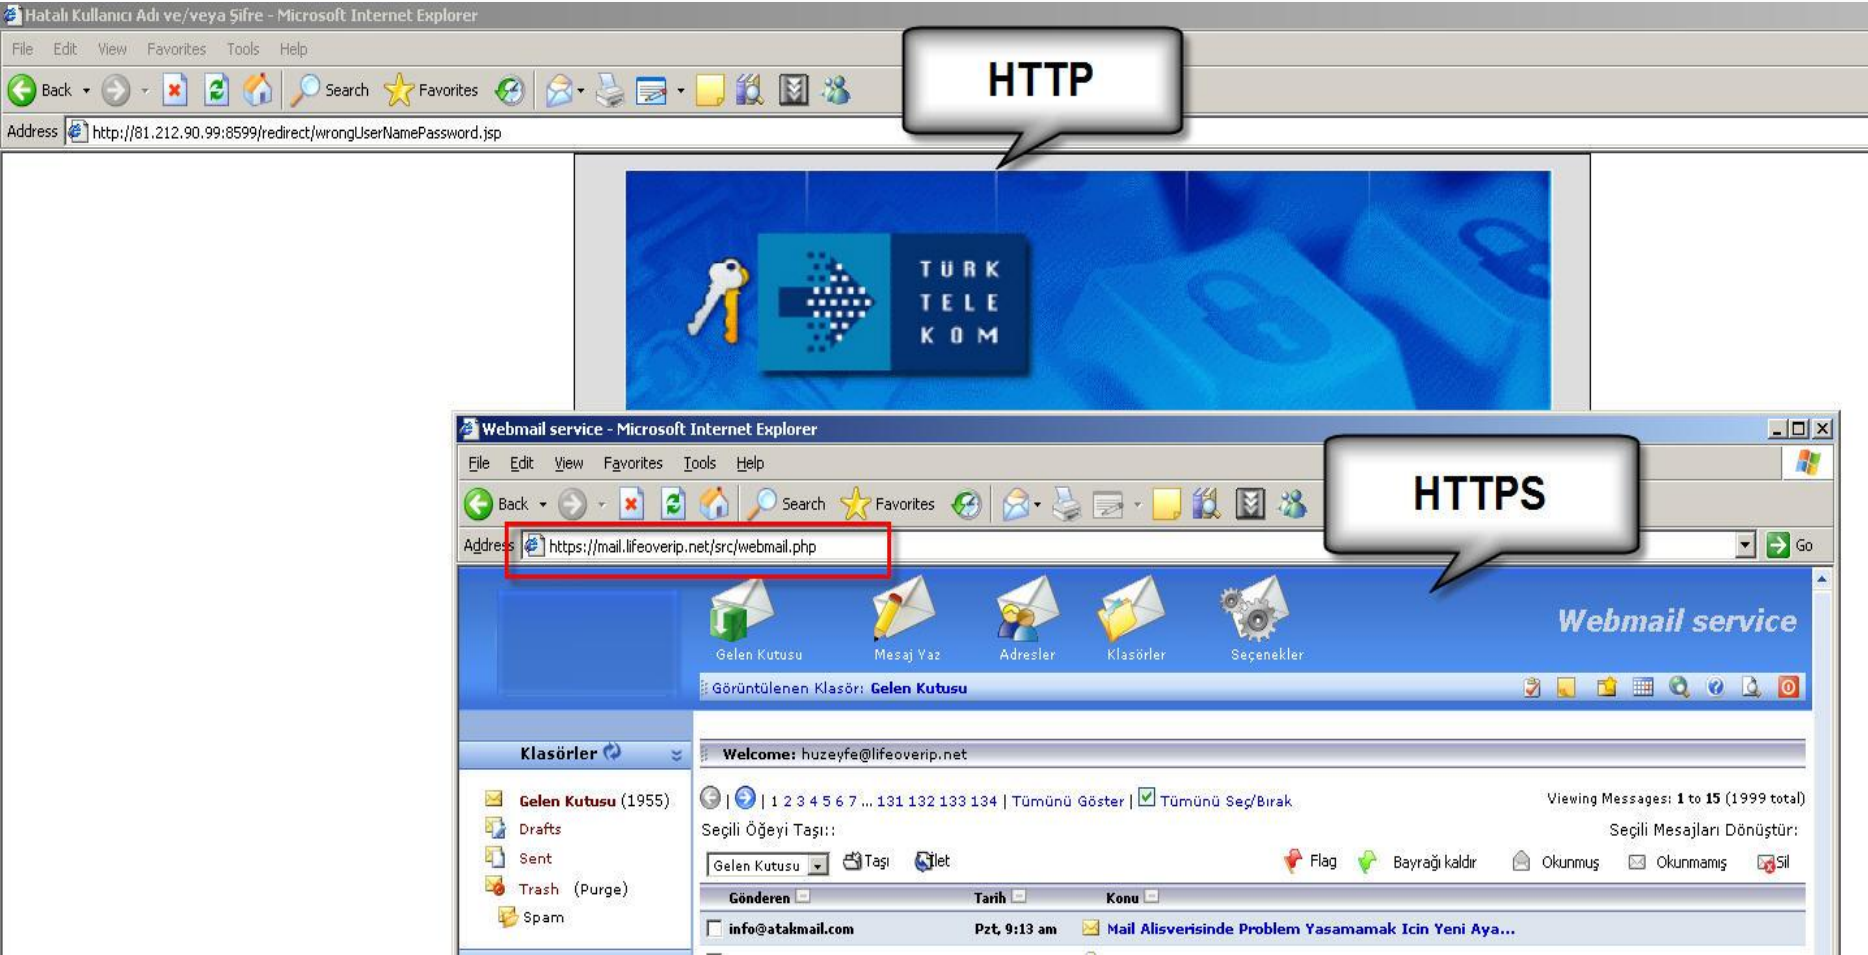 Hatalı Kullanıcı Adı ve/veya Şifre - Microsoft Internet Explorer
File Edit View Favorites Tools Help
HTTP
Back Search Favorites
Address http://81.212.90.99:8599/redirect/wrongUserNamePassword.jsp
TÜRK
TELE
KOM
Webmail service - Microsoft Internet Explorer
File Edit View Favorites Tools Help
HTTPS
Back Search Favorites
Address https://mail.lifeoverip.net/src/webmail.php Go
Webmail service
Gelen Kutusu Mesaj Yaz Adresler Klasörler Seçenekler
Görüntülenen Klasör: Gelen Kutusu
Klasörler
Welcome: huzeyfe@lifeoverip.net
Gelen Kutusu (1955)
Drafts
Sent
Trash (Purge)
Spam
| | 1 2 3 4 5 6 7 ... 131 132 133 134 | Tümünü Göster | Tümünü Seç/Bırak
Viewing Messages: 1 to 15 (1999 total)
Seçili Öğeyi Taşı::
Seçili Mesajları Dönüştür:
Gelen Kutusu Taşı İlet
Flag Bayrağı kaldır Okunmuş Okunmamış Sil
Gönderen Tarih Konu
info@atakmail.com Pzt, 9:13 am Mail Alisverisinde Problem Yasamamak Icin Yeni Aya...